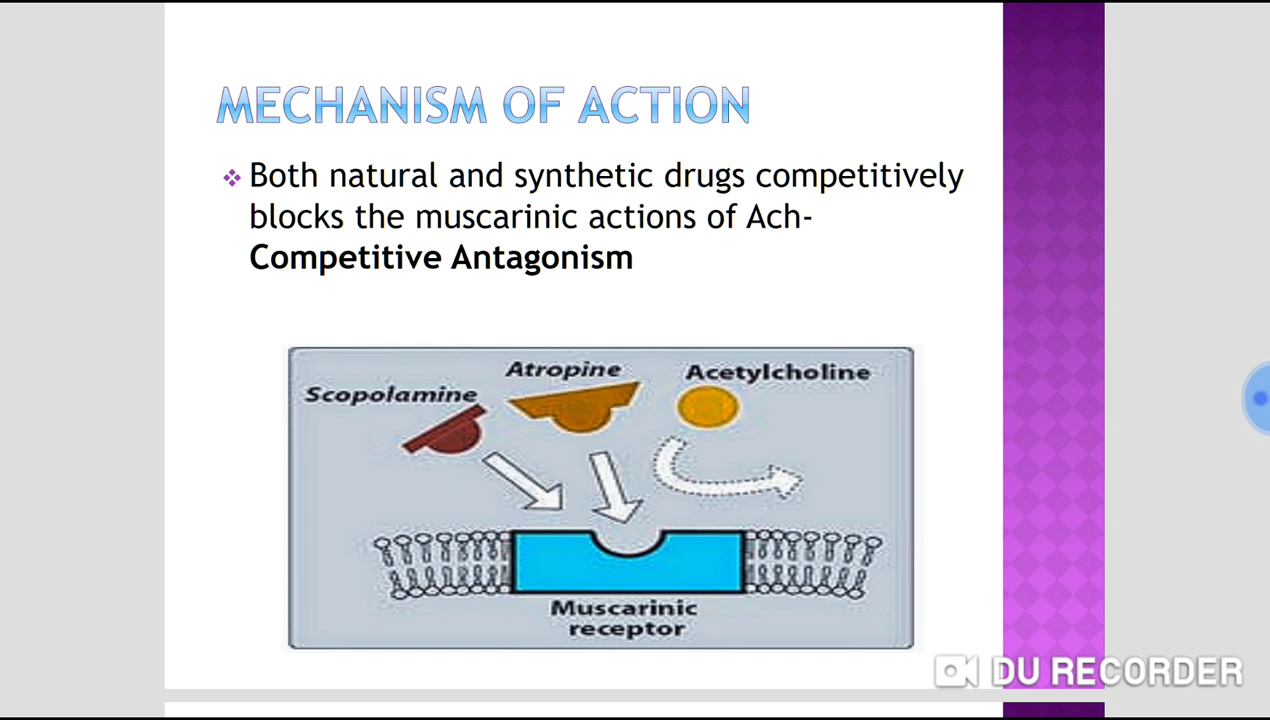 MECHANISM OF ACTION
Both natural and synthetic drugs competitively
blocks the muscarinic actions of Ach-
Competitive Antagonism
Scopolamine
Atropine
Acetylcholine
Muscarinic
receptor
DU RECORDER